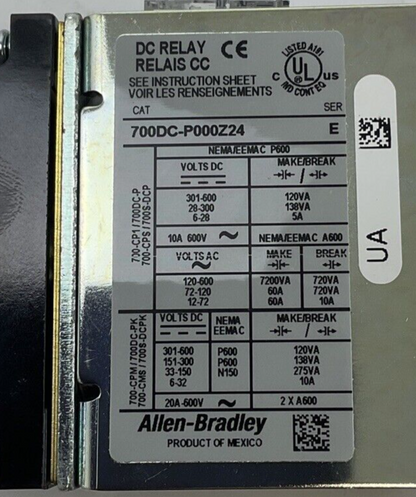 DC RELAY CE
RELAIS CC
LISTED A181
C UL US
IND CONT EQ
SEE INSTRUCTION SHEET
VOIR LES RENSEIGNEMENTS
CAT SER
700DC-P000Z24 E
NEMA/EEMAC P600
VOLTS DC MAKE/BREAK
301-600 120VA
28-300 138VA
6-28 5A
10A 600V ~ NEMA/EEMAC A600
VOLTS AC MAKE BREAK
~
120-600 7200VA 720VA
72-120 60A 720VA
12-72 60A 10A
700-CP1 / 700DC-P
700-CPS / 700S-DCP
VOLTS DC NEMA EEMAC MAKE/BREAK
301-600 P600 120VA
151-300 P600 138VA
33-150 N150 275VA
6-32 10A
20A-600V ~ 2 X A600
700-CPM / 700DC-PK
700-CMS / 700S-DCPK
Allen-Bradley
PRODUCT OF MEXICO
UA